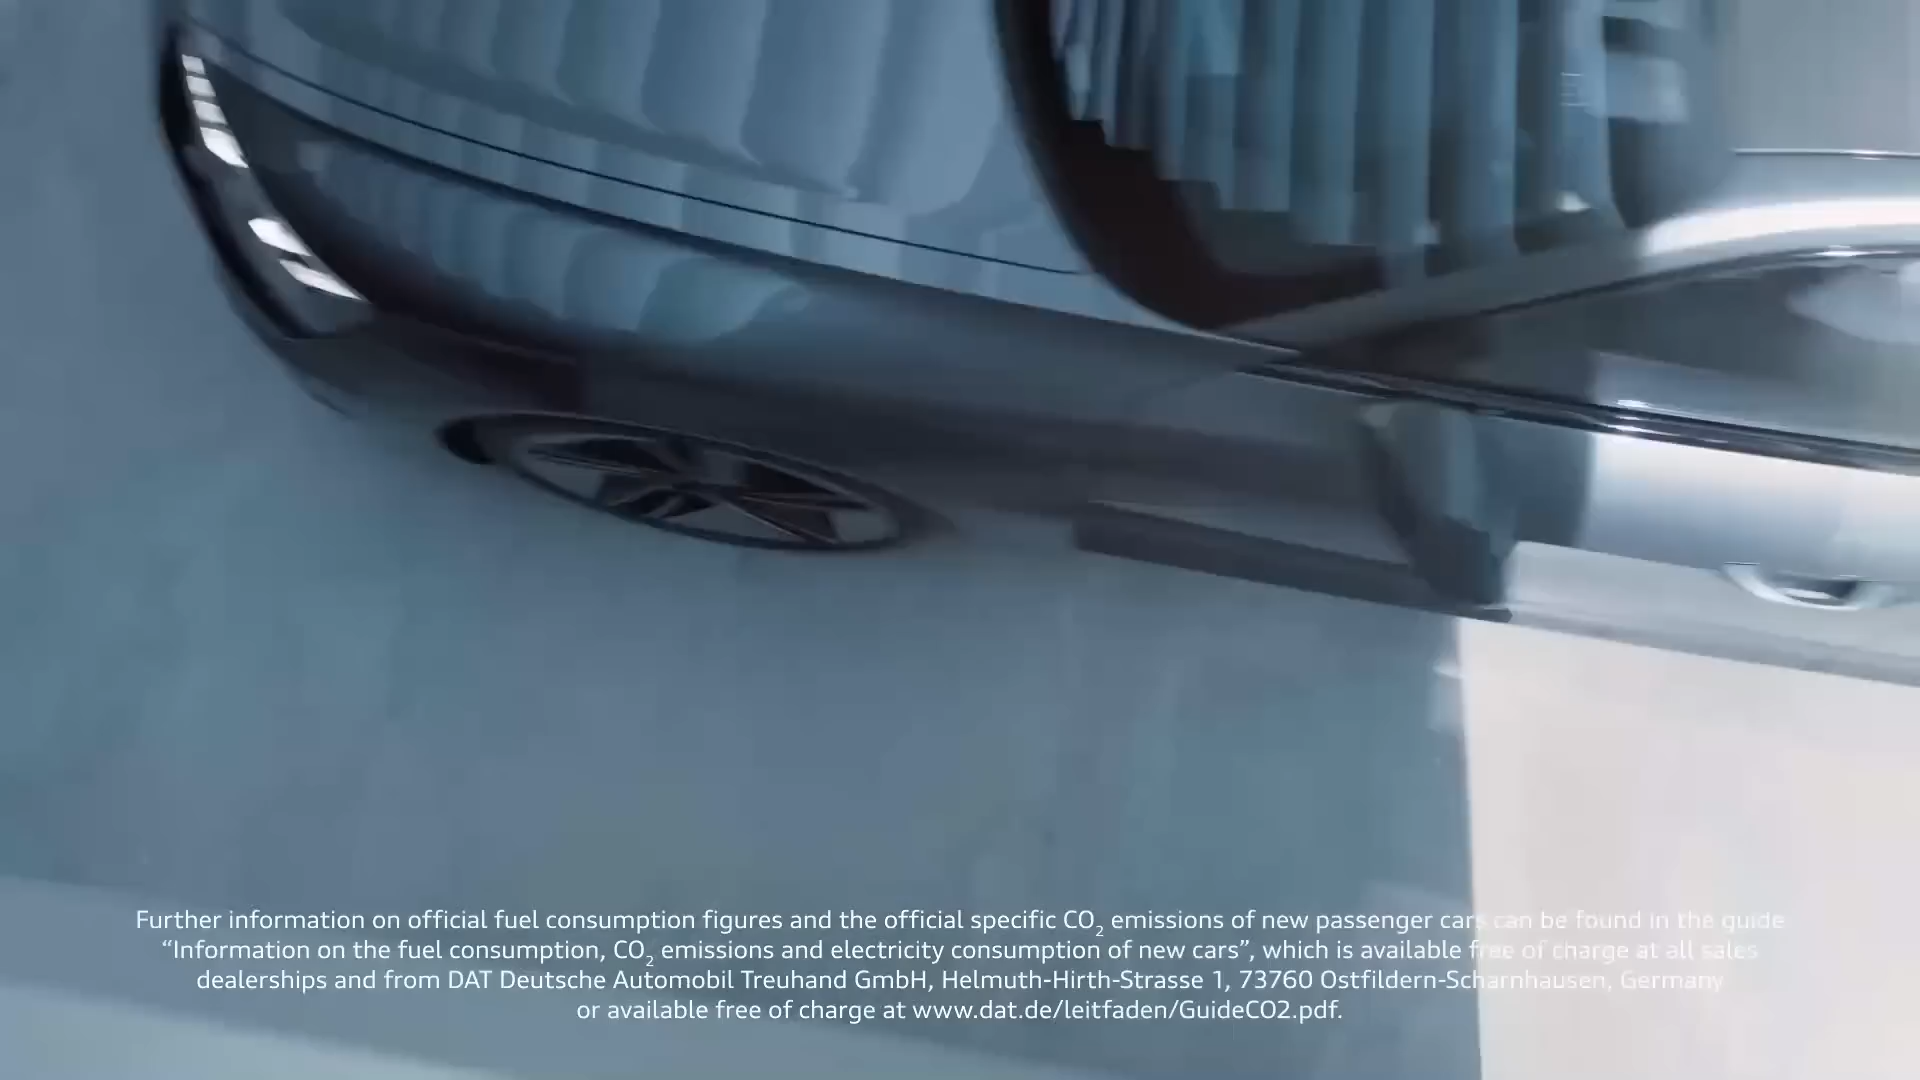 Further information on official fuel consumption figures and the official specific CO₂ emissions of new passenger cars can be found in the guide
“Information on the fuel consumption, CO₂ emissions and electricity consumption of new cars”, which is available free of charge at all sales
dealerships and from DAT Deutsche Automobil Treuhand GmbH, Helmuth-Hirth-Strasse 1, 73760 Ostfildern-Scharnhausen, Germany
or available free of charge at www.dat.de/leitfaden/GuideCO2.pdf.